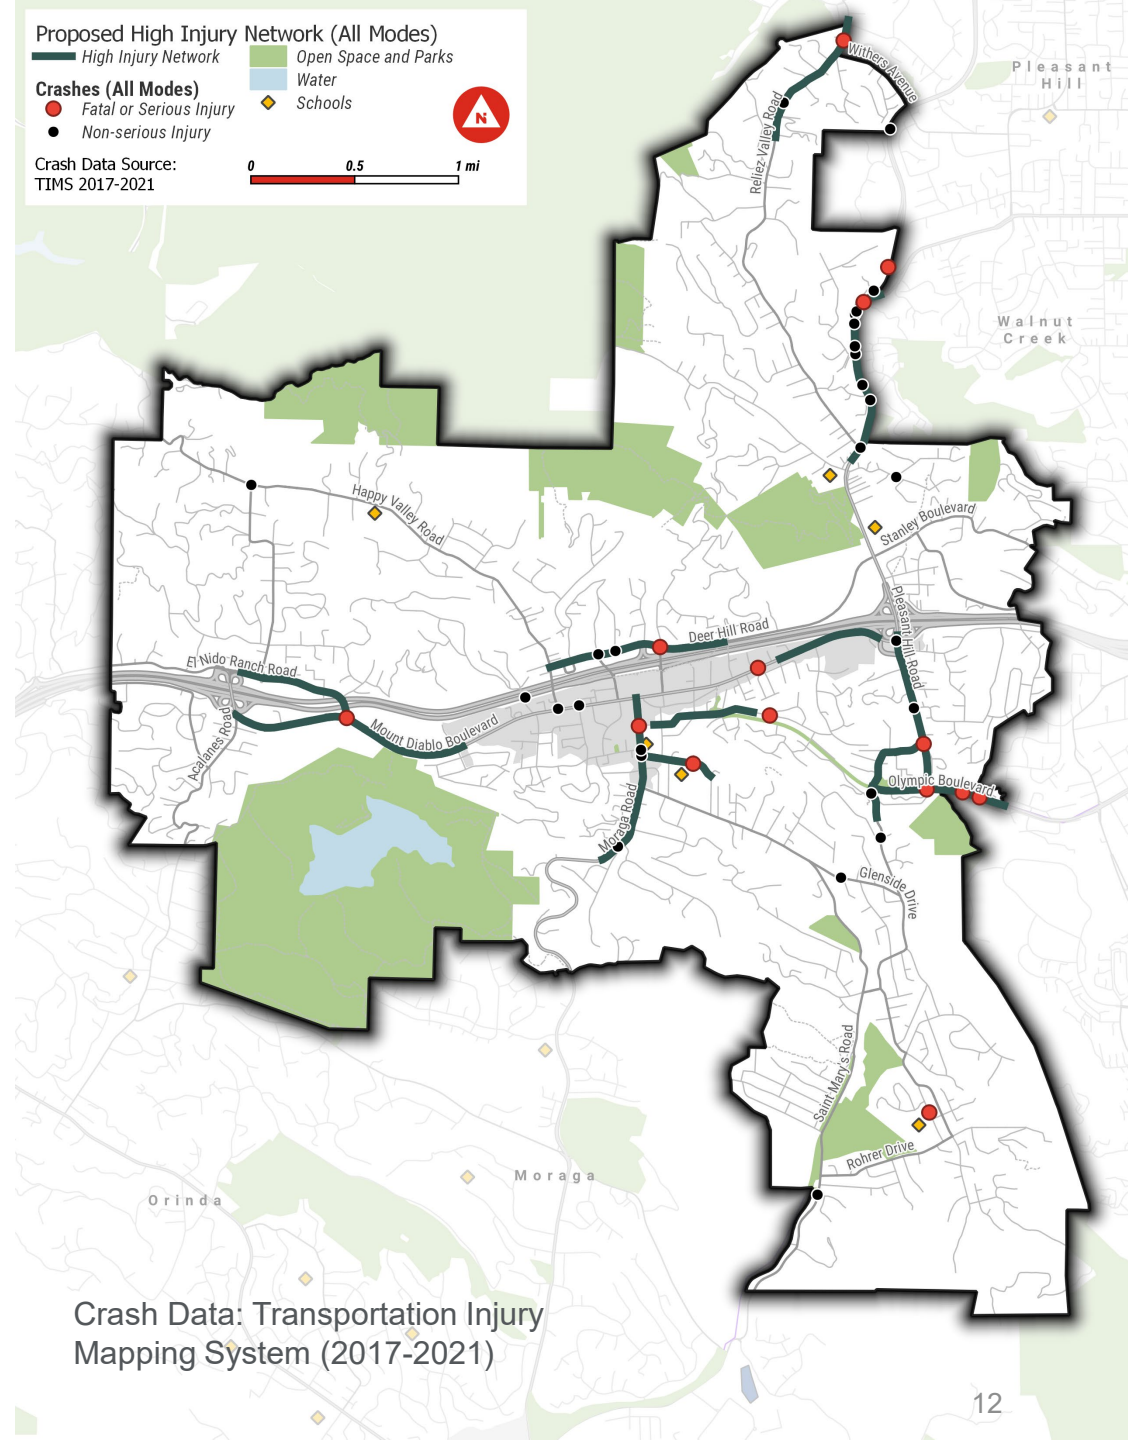 Proposed High Injury Network (All Modes)
High Injury Network
Open Space and Parks
Water
Crashes (All Modes)
Fatal or Serious Injury
Schools
Non-serious Injury
N
Crash Data Source:
TIMS 2017-2021
0 0.5 1 mi
Withers Avenue
Pleasant
Hill
Reliez Valley Road
Walnut
Creek
Happy Valley Road
Stanley Boulevard
Pleasant Hill Road
Deer Hill Road
El Nido Ranch Road
Acalanes Road
Mount Diablo Boulevard
Olympic Boulevard
Moraga Road
Glenside Drive
Saint Mary's Road
Rohrer Drive
Moraga
Orinda
Crash Data: Transportation Injury
Mapping System (2017-2021)
12